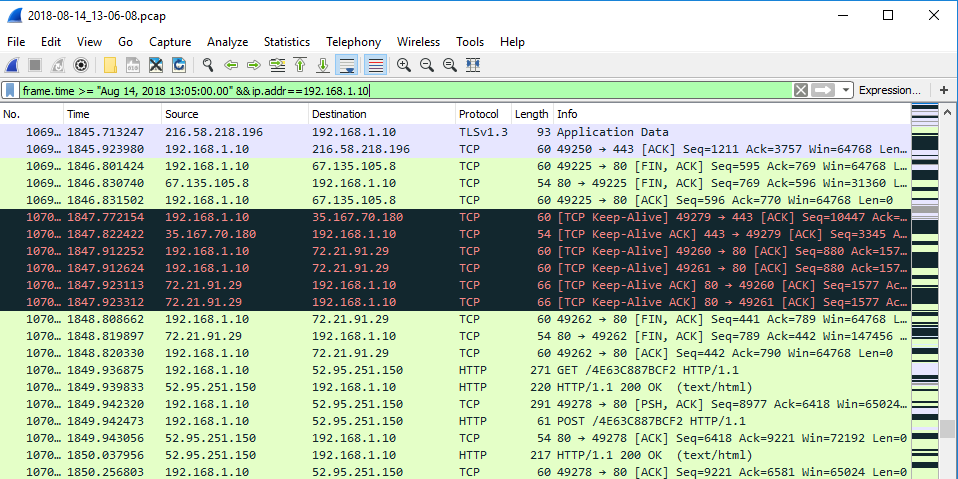 2018-08-14_13-06-08.pcap
File Edit View Go Capture Analyze Statistics Telephony Wireless Tools Help
frame.time >= "Aug 14, 2018 13:05:00.00" &&ip.addr==192.168.1.10 Expression… +
No. Time Source Destination Protocol Length Info
1069… 1845.713247 216.58.218.196 192.168.1.10 TLSv1.3 93 Application Data
1069… 1845.923980 192.168.1.10 216.58.218.196 TCP 60 49250 → 443 [ACK] Seq=1211 Ack=3757 Win=64768 Len…
1069… 1846.801424 192.168.1.10 67.135.105.8 TCP 60 49225 → 80 [FIN, ACK] Seq=595 Ack=769 Win=64768 L…
1069… 1846.830740 67.135.105.8 192.168.1.10 TCP 54 80 → 49225 [FIN, ACK] Seq=769 Ack=596 Win=31360 L…
1069… 1846.831502 192.168.1.10 67.135.105.8 TCP 60 49225 → 80 [ACK] Seq=596 Ack=770 Win=64768 Len=0
1070… 1847.772154 192.168.1.10 35.167.70.180 TCP 60 [TCP Keep-Alive] 49279 → 443 [ACK] Seq=10447 Ack=…
1070… 1847.822422 35.167.70.180 192.168.1.10 TCP 54 [TCP Keep-Alive ACK] 443 → 49279 [ACK] Seq=3345 A…
1070… 1847.912252 192.168.1.10 72.21.91.29 TCP 60 [TCP Keep-Alive] 49260 → 80 [ACK] Seq=880 Ack=157…
1070… 1847.912624 192.168.1.10 72.21.91.29 TCP 60 [TCP Keep-Alive] 49261 → 80 [ACK] Seq=880 Ack=157…
1070… 1847.923113 72.21.91.29 192.168.1.10 TCP 66 [TCP Keep-Alive ACK] 80 → 49260 [ACK] Seq=1577 Ac…
1070… 1847.923312 72.21.91.29 192.168.1.10 TCP 66 [TCP Keep-Alive ACK] 80 → 49261 [ACK] Seq=1577 Ac…
1070… 1848.808662 192.168.1.10 72.21.91.29 TCP 60 49262 → 80 [FIN, ACK] Seq=441 Ack=789 Win=64768 L…
1070… 1848.819897 72.21.91.29 192.168.1.10 TCP 54 80 → 49262 [FIN, ACK] Seq=789 Ack=442 Win=147456 …
1070… 1848.820330 192.168.1.10 72.21.91.29 TCP 60 49262 → 80 [ACK] Seq=442 Ack=790 Win=64768 Len=0
1070… 1849.936875 192.168.1.10 52.95.251.150 HTTP 271 GET /4E63C887BCF2 HTTP/1.1
1070… 1849.939833 52.95.251.150 192.168.1.10 HTTP 220 HTTP/1.1 200 OK (text/html)
1070… 1849.942320 192.168.1.10 52.95.251.150 TCP 291 49278 → 80 [PSH, ACK] Seq=8977 Ack=6418 Win=65024…
1070… 1849.942473 192.168.1.10 52.95.251.150 HTTP 61 POST /4E63C887BCF2 HTTP/1.1
1070… 1849.943056 52.95.251.150 192.168.1.10 TCP 54 80 → 49278 [ACK] Seq=6418 Ack=9221 Win=72192 Len=0
1070… 1850.037956 52.95.251.150 192.168.1.10 HTTP 217 HTTP/1.1 200 OK (text/html)
1070… 1850.256803 192.168.1.10 52.95.251.150 TCP 60 49278 → 80 [ACK] Seq=9221 Ack=6581 Win=65024 Len=0